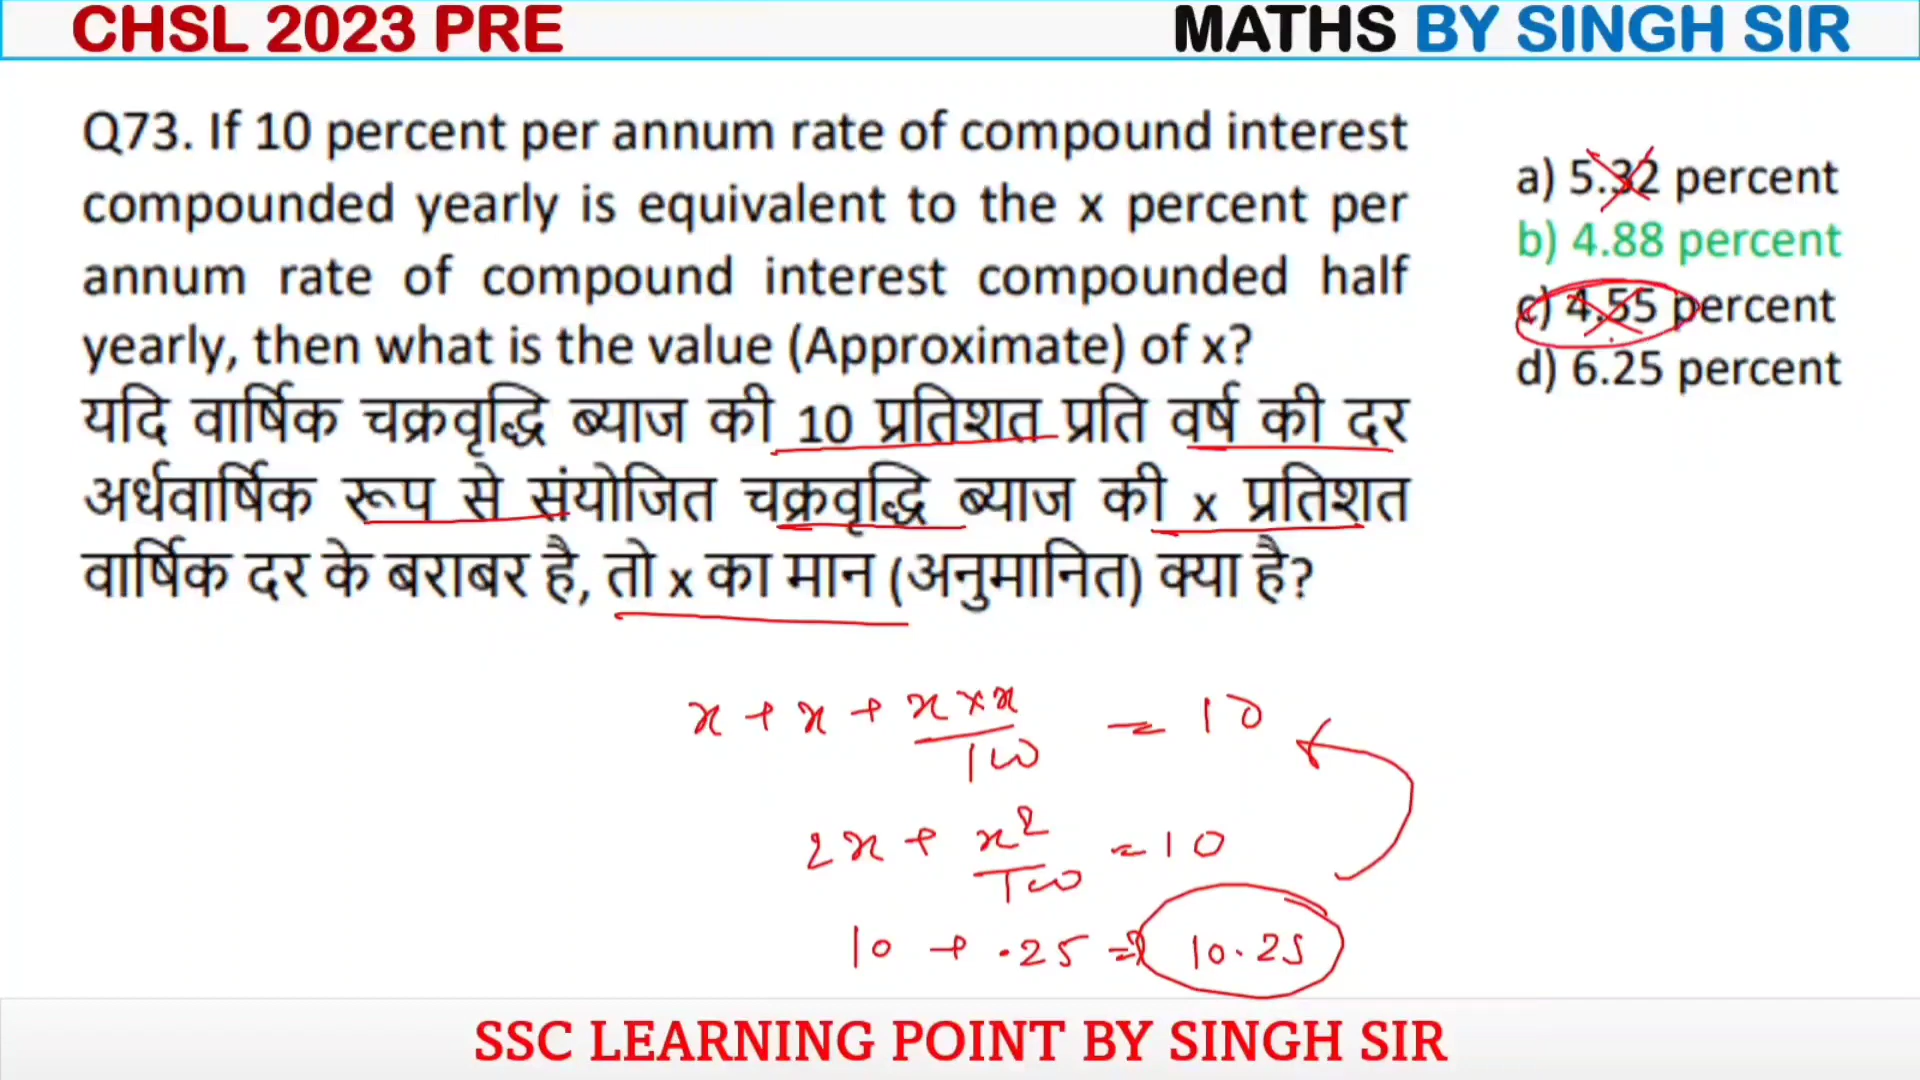 CHSL 2023 PRE
MATHS BY SINGH SIR
Q73. If 10 percent per annum rate of compound interest
compounded yearly is equivalent to the x percent per
annum rate of compound interest compounded half
yearly, then what is the value (Approximate) of x?
यदि वार्षिक चक्रवृद्धि ब्याज की 10 प्रतिशत प्रति वर्ष की दर
अर्धवार्षिक रूप से संयोजित चक्रवृद्धि ब्याज की x प्रतिशत
वार्षिक दर के बराबर है, तो x का मान (अनुमानित) क्या है?
a) 5.32 percent
b) 4.88 percent
c) 4.55 percent
d) 6.25 percent
x + x + x × x / 100 = 10
2x + x² / 100 = 10
10 + .25 = 10.25
SSC LEARNING POINT BY SINGH SIR